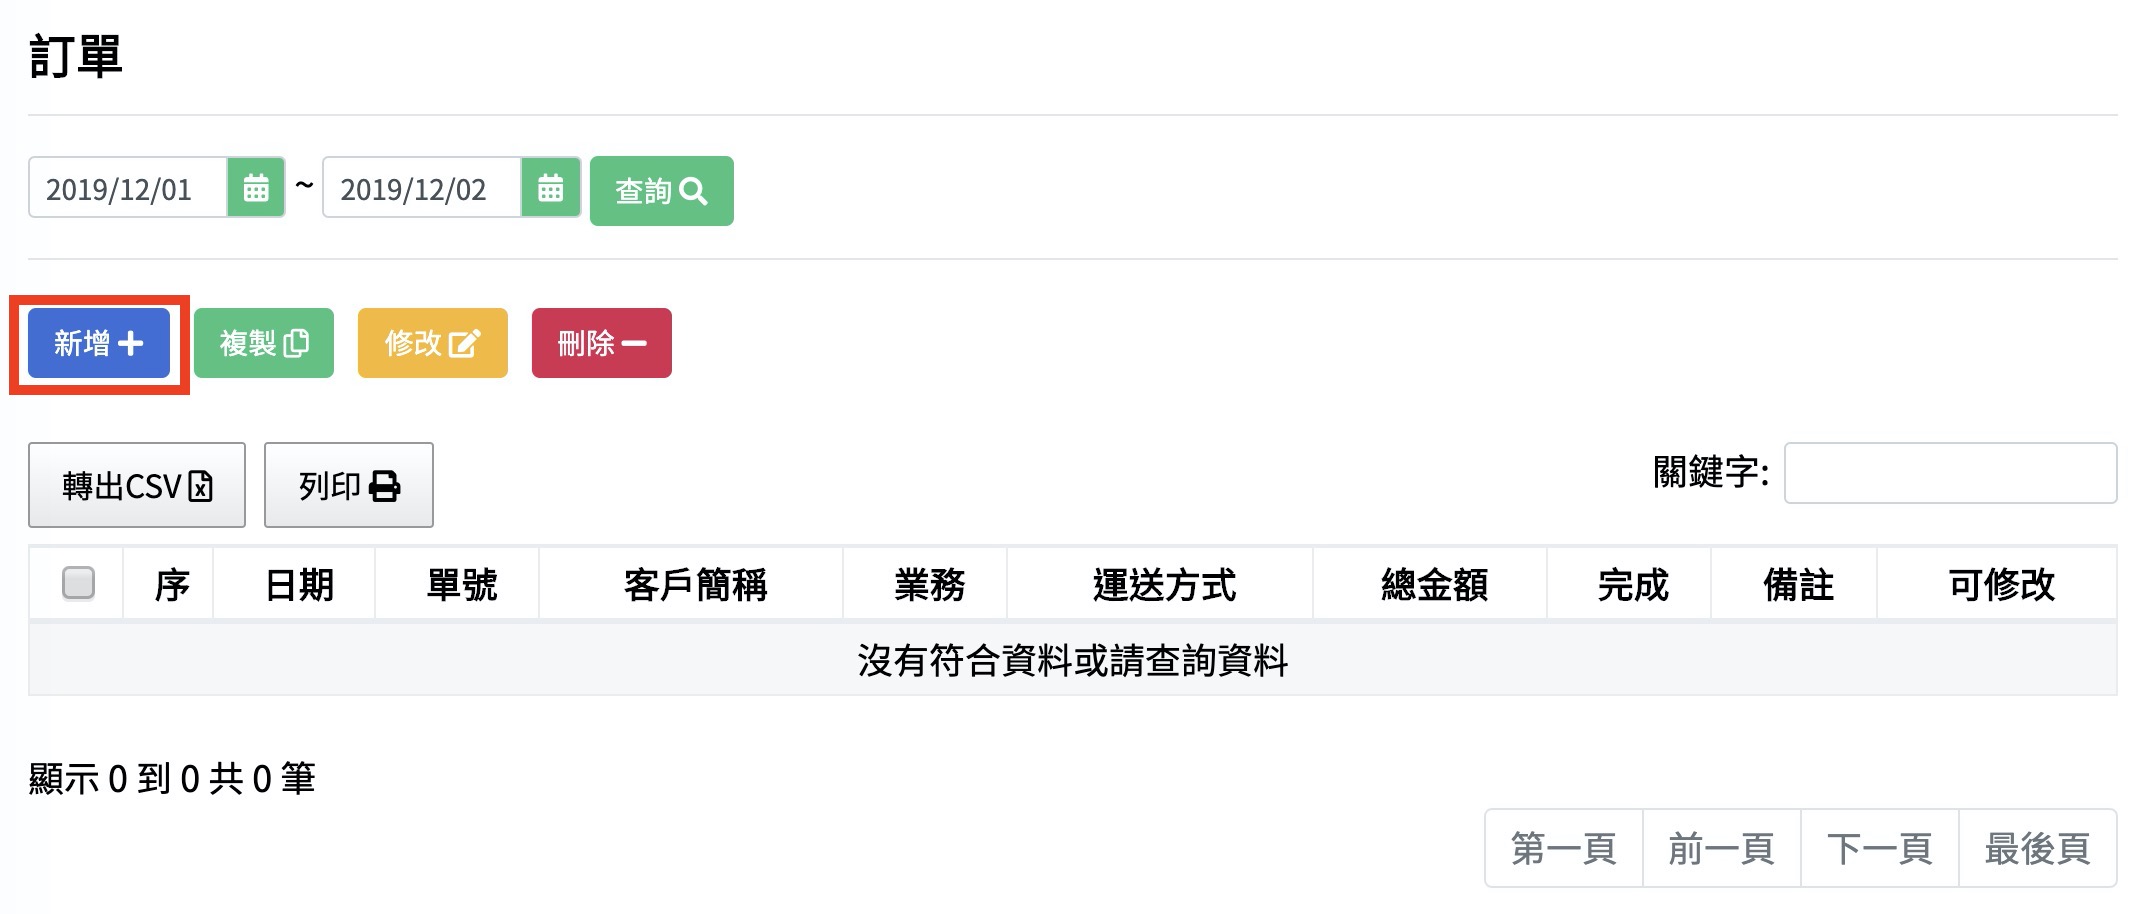 訂單
2019/12/01 ~ 2019/12/02 查詢
新增 複製 修改 刪除
轉出CSV 列印 關鍵字:
序 日期 單號 客戶簡稱 業務 運送方式 總金額 完成 備註 可修改
沒有符合資料或請查詢資料
顯示 0 到 0 共 0 筆
第一頁 前一頁 下一頁 最後頁